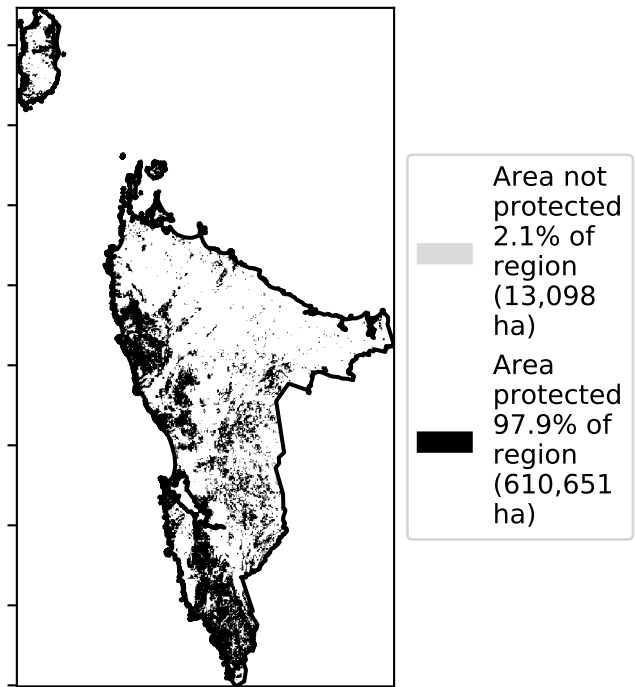 Area not
protected
2.1% of
region
(13,098
ha)
Area
protected
97.9% of
region
(610,651
ha)